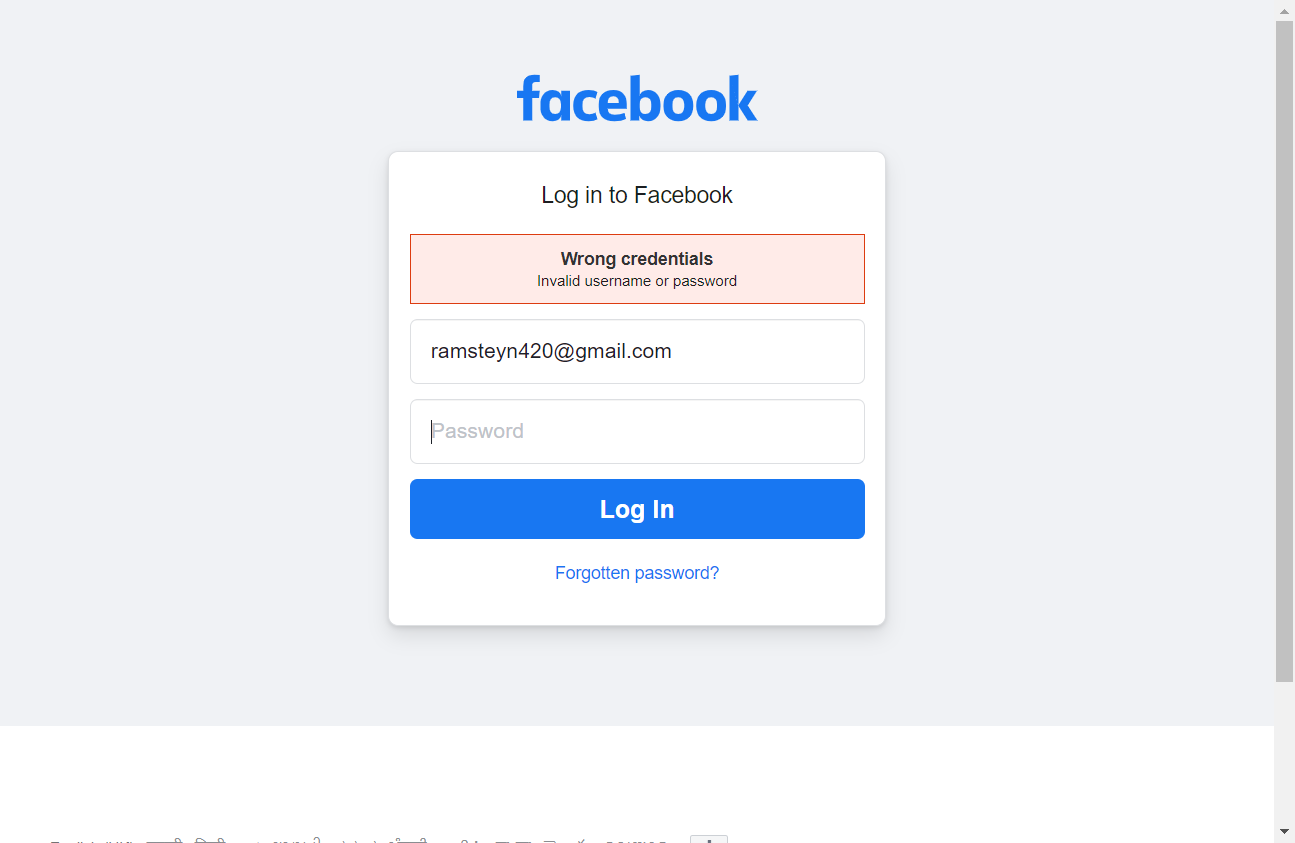 facebook
Log in to Facebook
Wrong credentials
Invalid username or password
ramsteyn420@gmail.com
Password
Log In
Forgotten password?